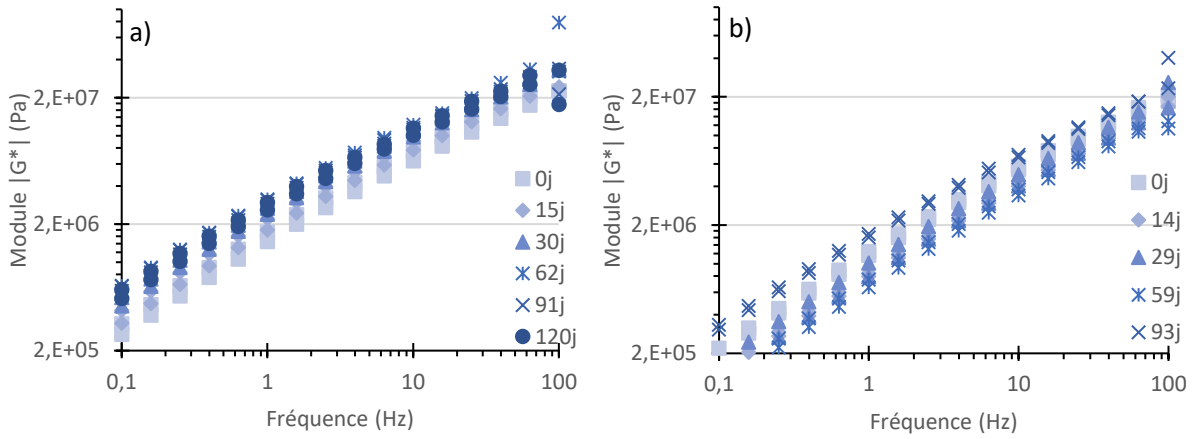 a)
Module |G*| (Pa)
2,E+07
2,E+06
2,E+05
0,1
1
10
100
Fréquence (Hz)
0j
15j
30j
62j
91j
120j
b)
Module |G*| (Pa)
2,E+07
2,E+06
2,E+05
0,1
1
10
100
Fréquence (Hz)
0j
14j
29j
59j
93j